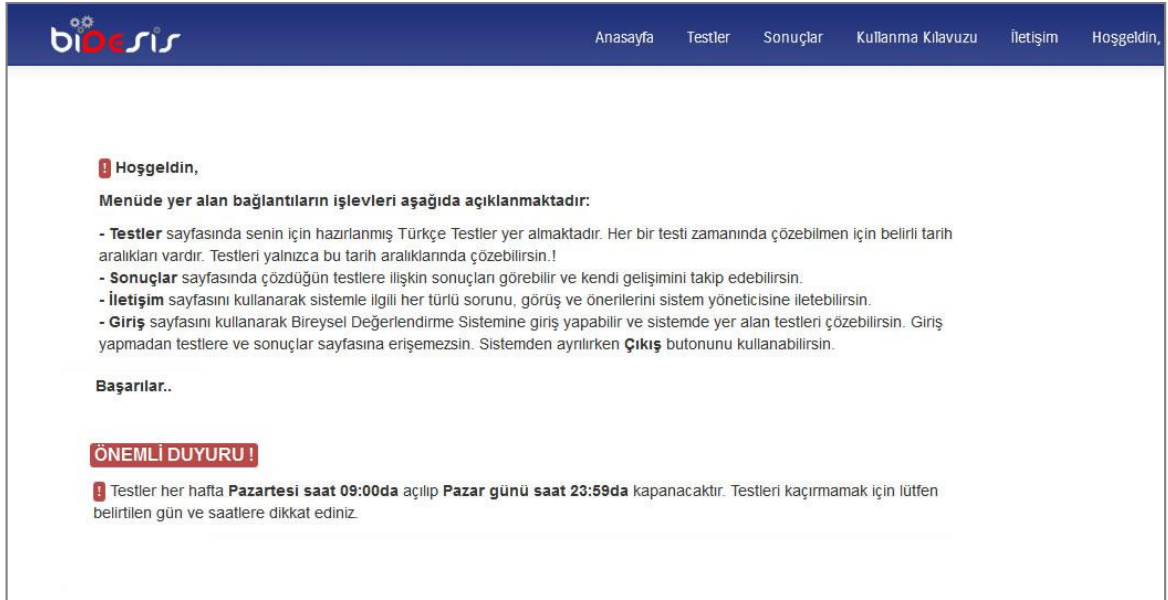 biDesis
Anasayfa Testler Sonuçlar Kullanma Kılavuzu İletişim Hoşgeldin,
! Hoşgeldin,
Menüde yer alan bağlantıların işlevleri aşağıda açıklanmaktadır:
- Testler sayfasında senin için hazırlanmış Türkçe Testler yer almaktadır. Her bir testi zamanında çözebilmen için belirli tarih
aralıkları vardır. Testleri yalnızca bu tarih aralıklarında çözebilirsin.!
- Sonuçlar sayfasında çözdüğün testlere ilişkin sonuçları görebilir ve kendi gelişimini takip edebilirsin.
- İletişim sayfasını kullanarak sistemle ilgili her türlü sorunu, görüş ve önerilerini sistem yöneticisine iletebilirsin.
- Giriş sayfasını kullanarak Bireysel Değerlendirme Sistemine giriş yapabilir ve sistemde yer alan testleri çözebilirsin. Giriş
yapmadan testlere ve sonuçlar sayfasına erişemezsin. Sistemden ayrılırken Çıkış butonunu kullanabilirsin.
Başarılar..
ÖNEMLİ DUYURU !
! Testler her hafta Pazartesi saat 09:00da açılıp Pazar günü saat 23:59da kapanacaktır. Testleri kaçırmamak için lütfen
belirtilen gün ve saatlere dikkat ediniz.